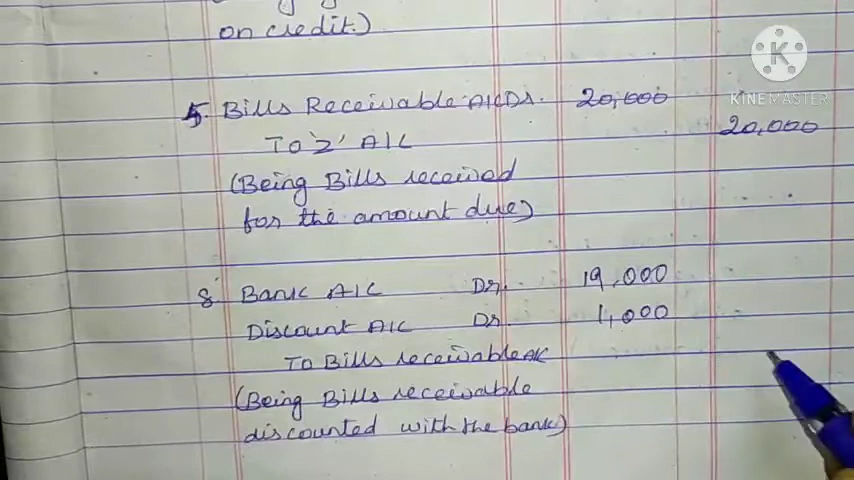 on credit.)
5. Bills Receivable A/C Dr. 20,000
To 'Z' A/C 20,000
(Being Bills received
for the amount due)
8 Bank A/C Dr. 19,000
Discount A/C Dr. 1,000
To Bills receivable A/C
(Being Bills receivable
discounted with the bank)
K
KINEMASTER